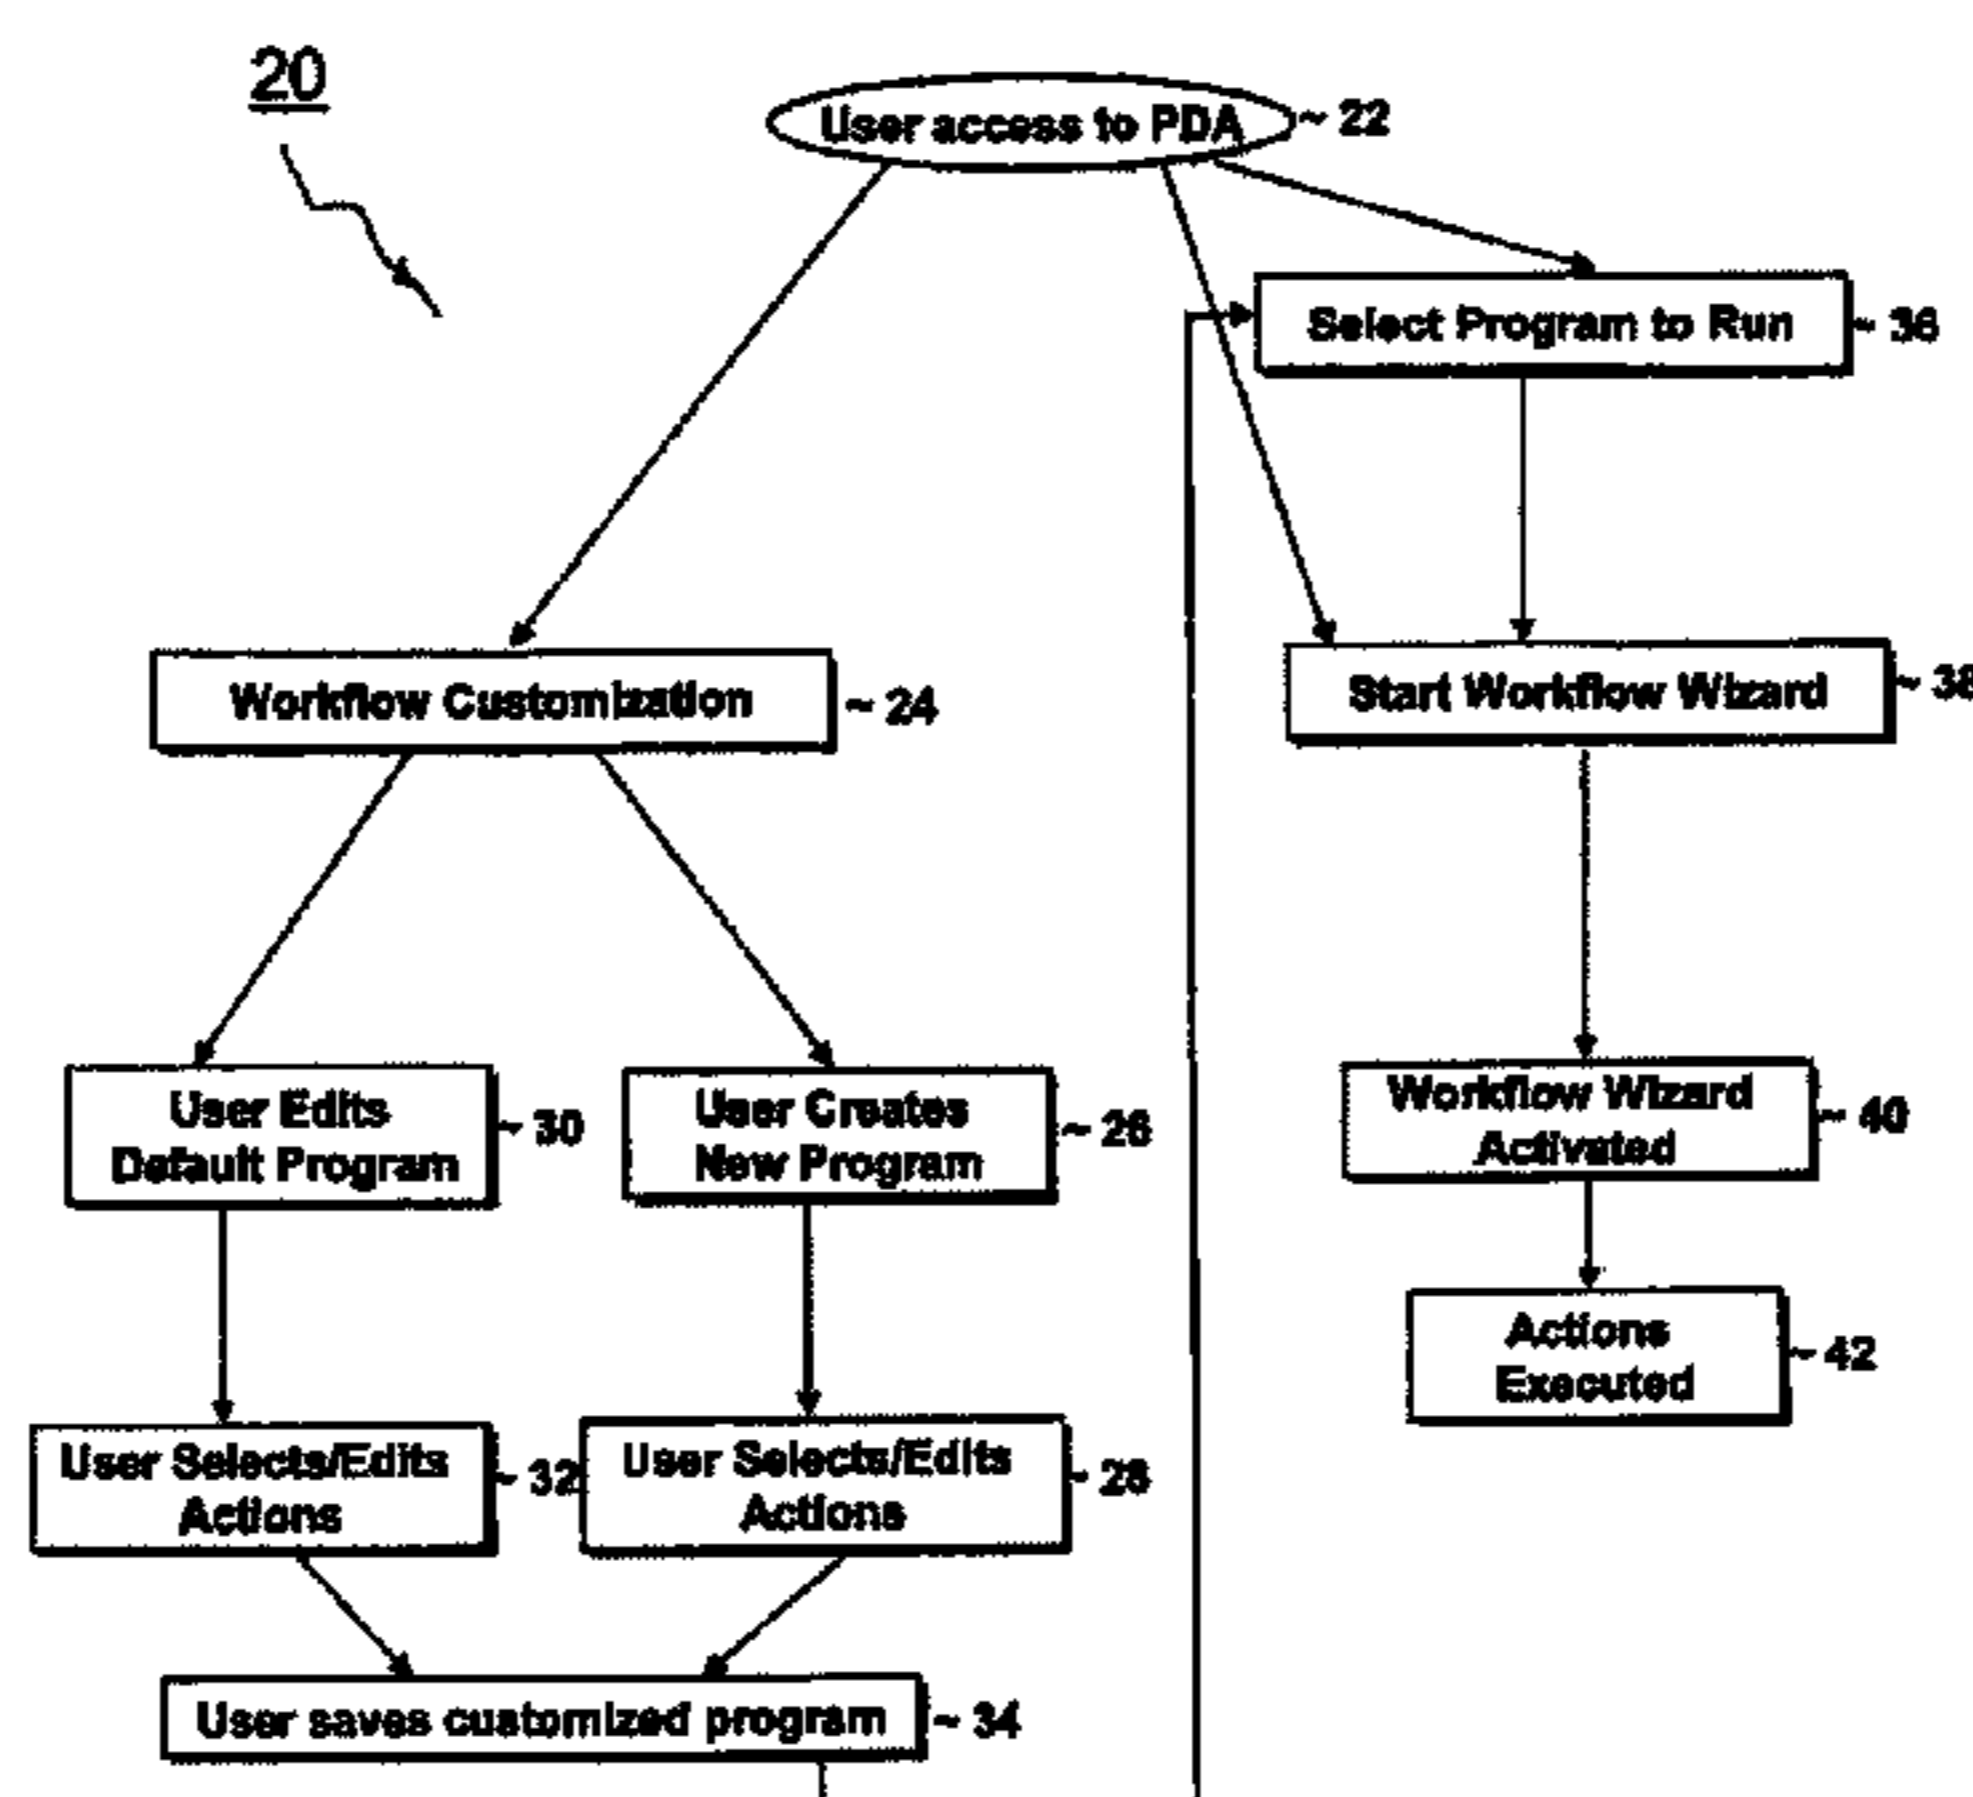 20
User access to PDA ~ 22
Select Program to Run ~ 36
Workflow Customization ~ 24
Start Workflow Wizard ~ 38
User Edits
Default Program ~ 30
User Creates
New Program ~ 26
Workflow Wizard
Activated ~ 40
Actions
Executed ~ 42
User Selects/Edits
Actions ~ 32
User Selects/Edits
Actions ~ 28
User saves customized program ~ 34